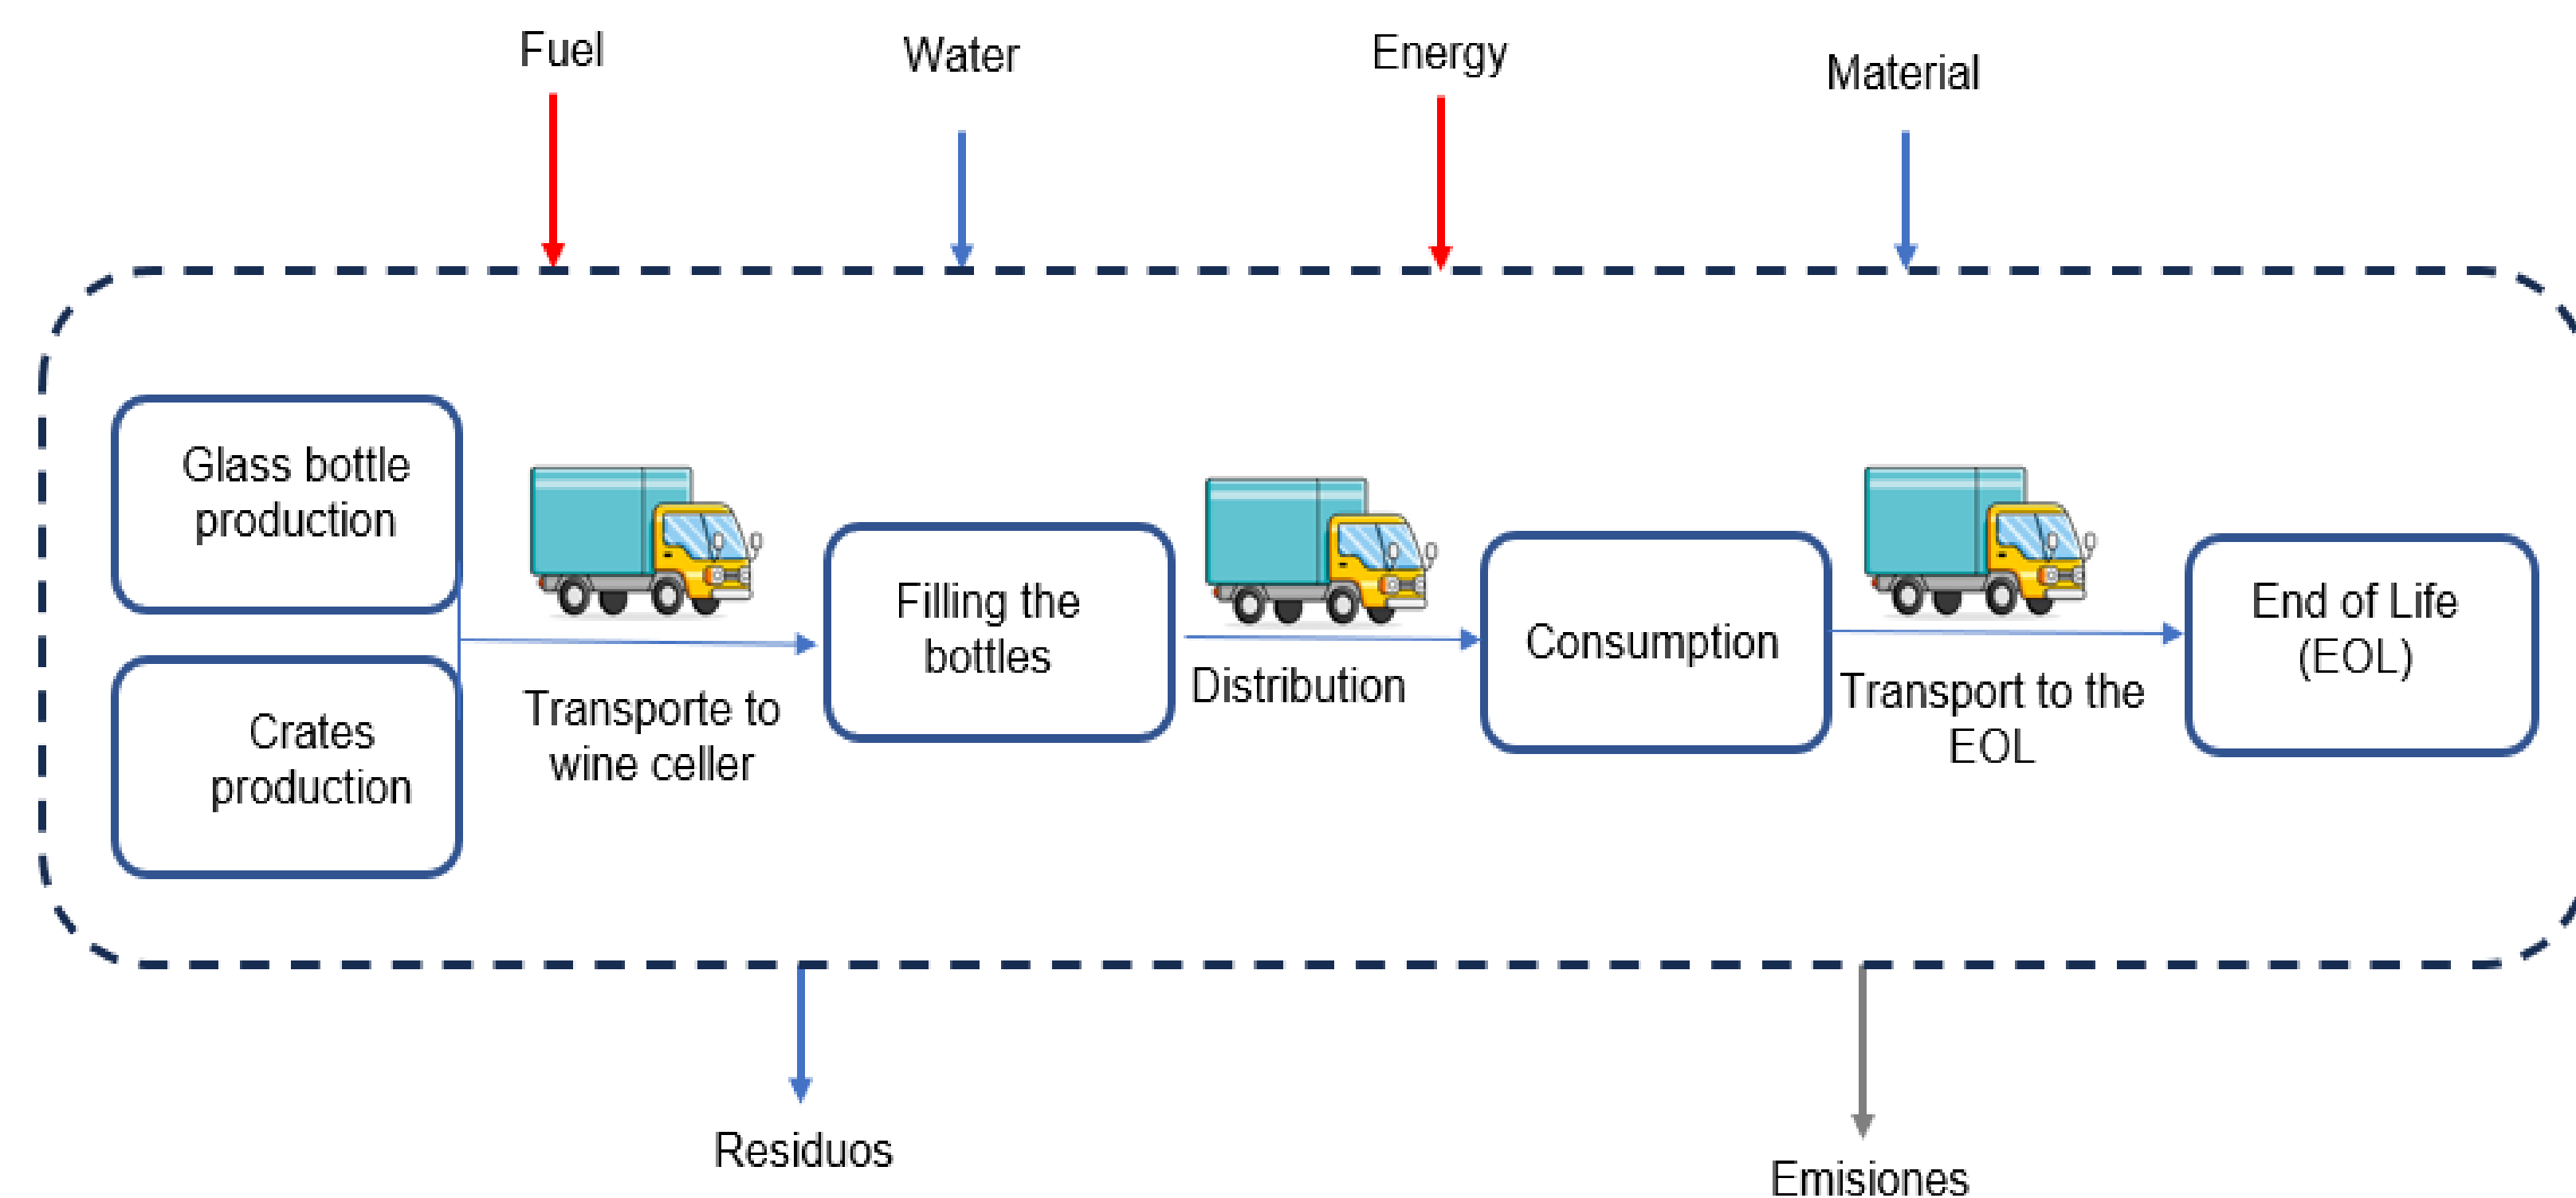 Fuel
Water
Energy
Material
Glass bottle
production
Crates
production
Transporte to
wine celler
Filling the
bottles
Distribution
Consumption
Transport to the
EOL
End of Life
(EOL)
Residuos
Emisiones